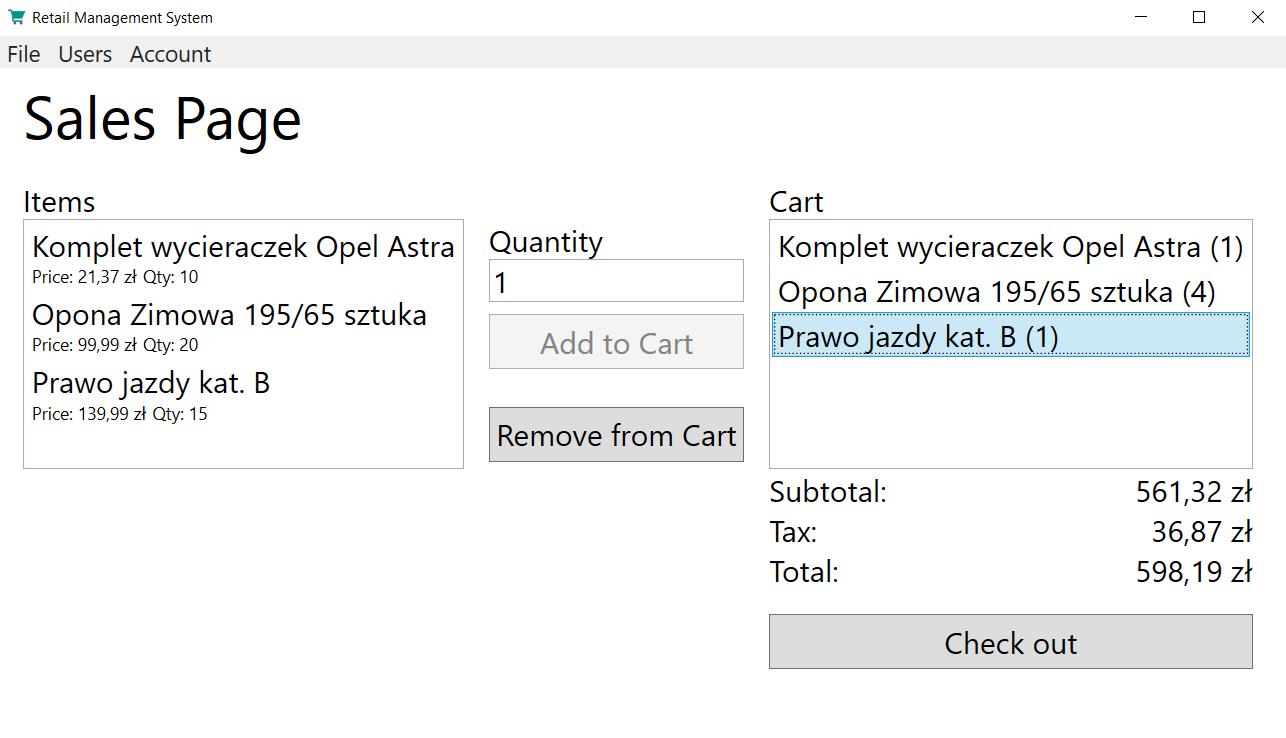 Retail Management System
File Users Account
Sales Page
Items
Komplet wycieraczek Opel Astra
Price: 21,37 zł Qty: 10
Opona Zimowa 195/65 sztuka
Price: 99,99 zł Qty: 20
Prawo jazdy kat. B
Price: 139,99 zł Qty: 15
Quantity
1
Add to Cart
Remove from Cart
Cart
Komplet wycieraczek Opel Astra (1)
Opona Zimowa 195/65 sztuka (4)
Prawo jazdy kat. B (1)
Subtotal: 561,32 zł
Tax: 36,87 zł
Total: 598,19 zł
Check out